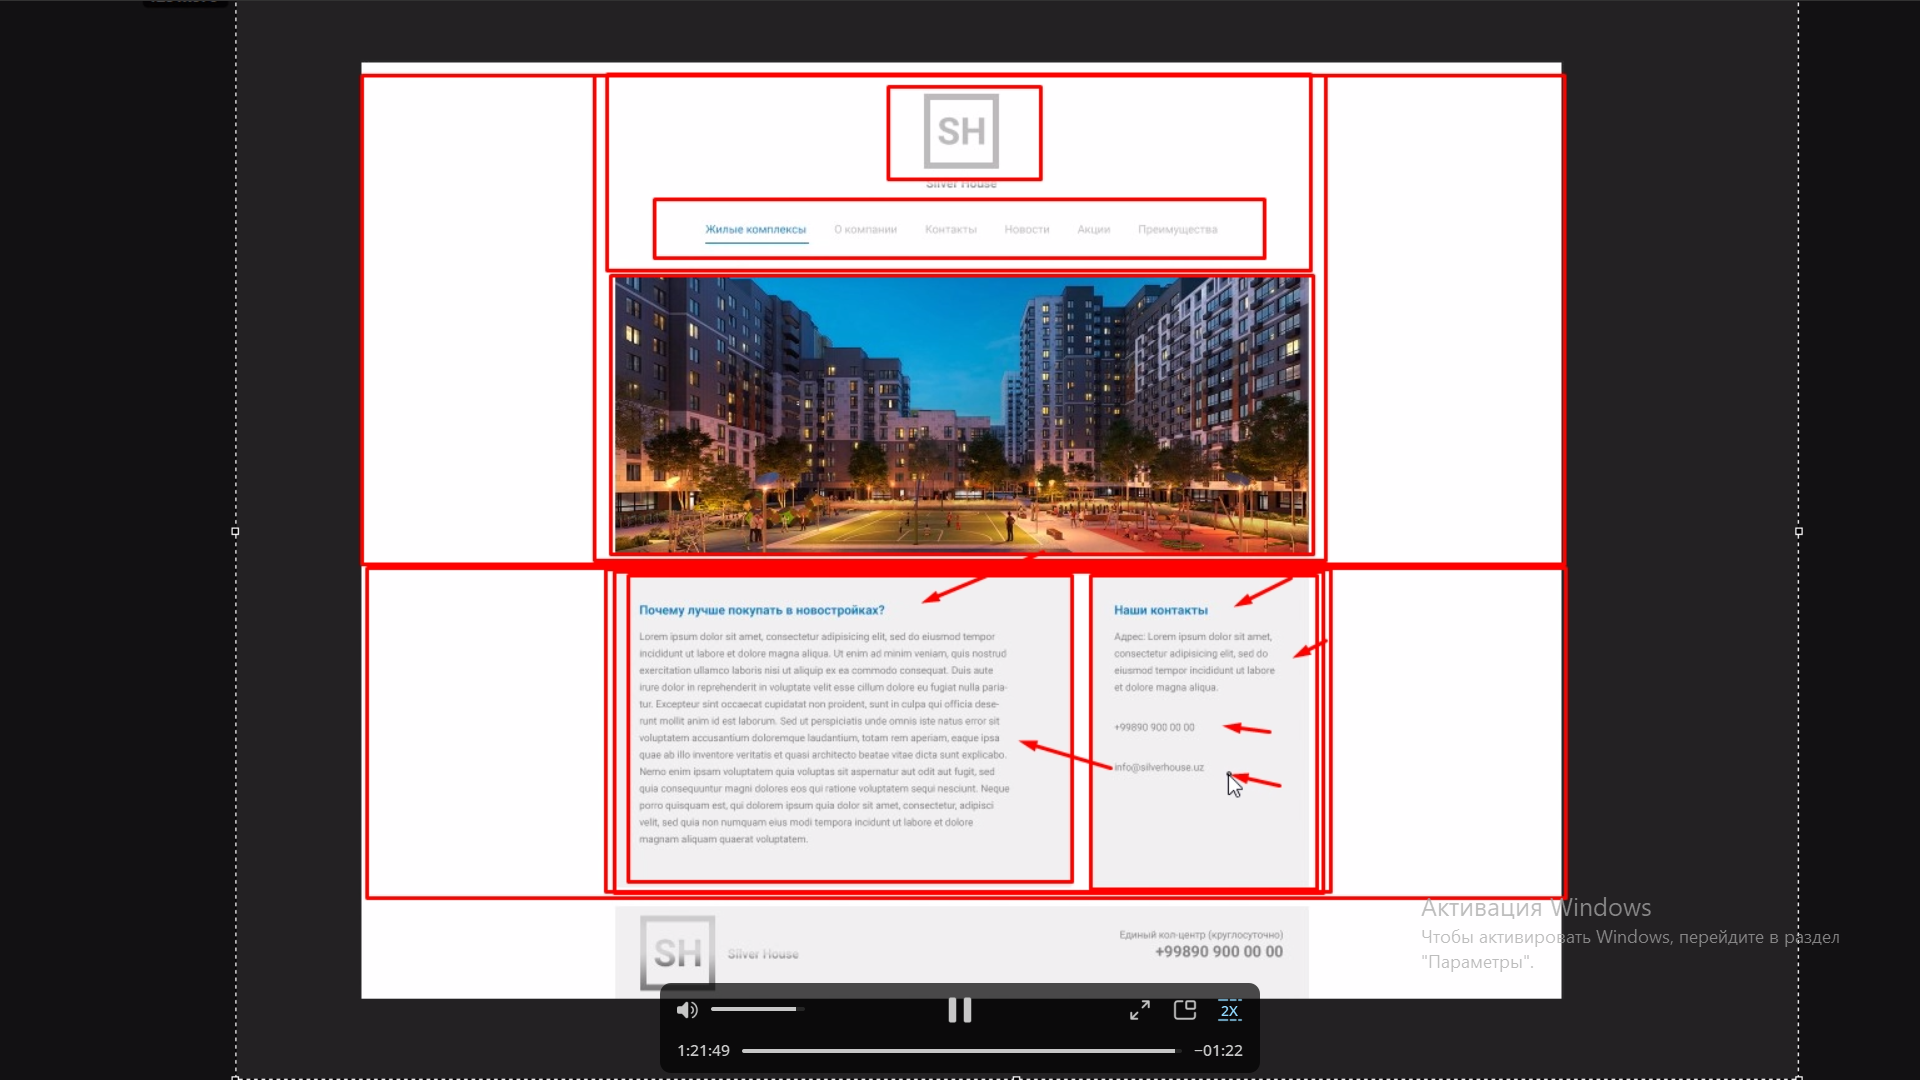 SH
Silver House
Жилые комплексы О компании Контакты Новости Акции Преимущества
Почему лучше покупать в новостройках?
Lorem ipsum dolor sit amet, consectetur adipisicing elit, sed do eiusmod tempor
incididunt ut labore et dolore magna aliqua. Ut enim ad minim veniam, quis nostrud
exercitation ullamco laboris nisi ut aliquip ex ea commodo consequat. Duis aute
irure dolor in reprehenderit in voluptate velit esse cillum dolore eu fugiat nulla paria-
tur. Excepteur sint occaecat cupidatat non proident, sunt in culpa qui officia dese-
runt mollit anim id est laborum. Sed ut perspiciatis unde omnis iste natus error sit
voluptatem accusantium doloremque laudantium, totam rem aperiam, eaque ipsa
quae ab illo inventore veritatis et quasi architecto beatae vitae dicta sunt explicabo.
Nemo enim ipsam voluptatem quia voluptas sit aspernatur aut odit aut fugit, sed
quia consequuntur magni dolores eos qui ratione voluptatem sequi nesciunt. Neque
porro quisquam est, qui dolorem ipsum quia dolor sit amet, consectetur, adipisci
velit, sed quia non numquam eius modi tempora incidunt ut labore et dolore
magnam aliquam quaerat voluptatem.
Наши контакты
Адрес: Lorem ipsum dolor sit amet,
consectetur adipisicing elit, sed do
eiusmod tempor incididunt ut labore
et dolore magna aliqua.
+99890 900 00 00
info@silverhouse.uz
SH
Silver House
Единый кол-центр (круглосуточно)
+99890 900 00 00
Активация Windows
Чтобы активировать Windows, перейдите в раздел
"Параметры".
2X
1:21:49
−01:22